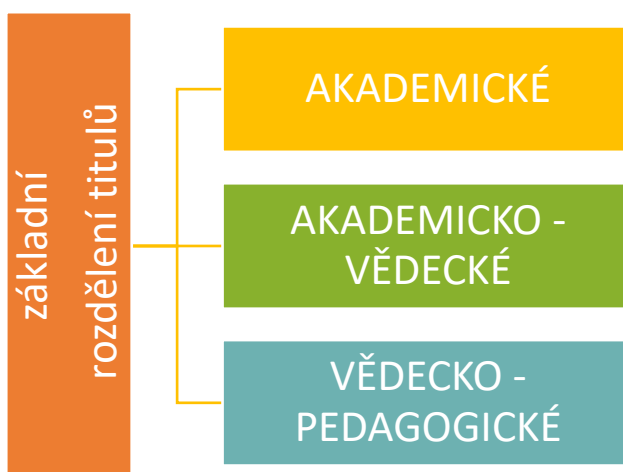 základní
rozdělení titulů
AKADEMICKÉ
AKADEMICKO -
VĚDECKÉ
VĚDECKO -
PEDAGOGICKÉ